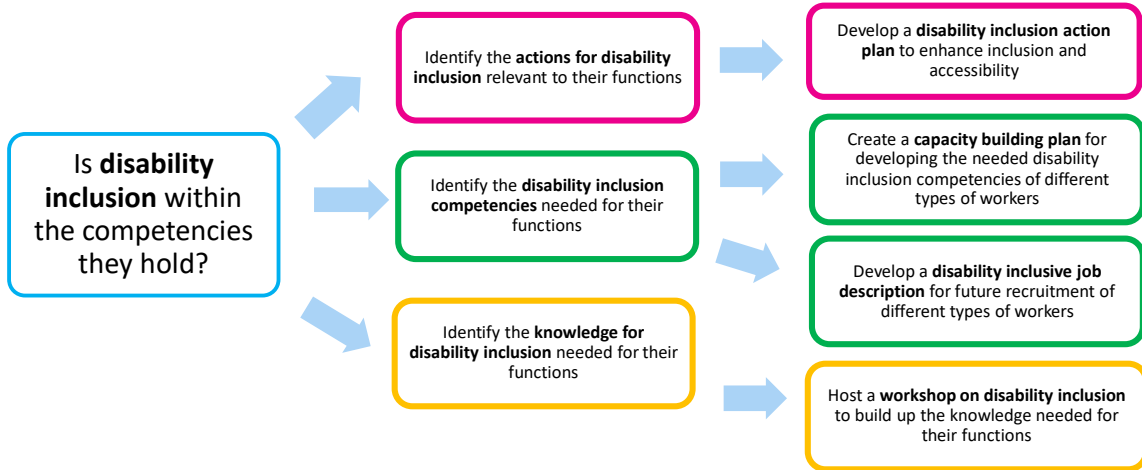 Is disability
inclusion within
the competencies
they hold?
Identify the actions for disability
inclusion relevant to their functions
Identify the disability inclusion
competencies needed for their
functions
Identify the knowledge for
disability inclusion needed for their
functions
Develop a disability inclusion action
plan to enhance inclusion and
accessibility
Create a capacity building plan for
developing the needed disability
inclusion competencies of different
types of workers
Develop a disability inclusive job
description for future recruitment of
different types of workers
Host a workshop on disability inclusion
to build up the knowledge needed for
their functions